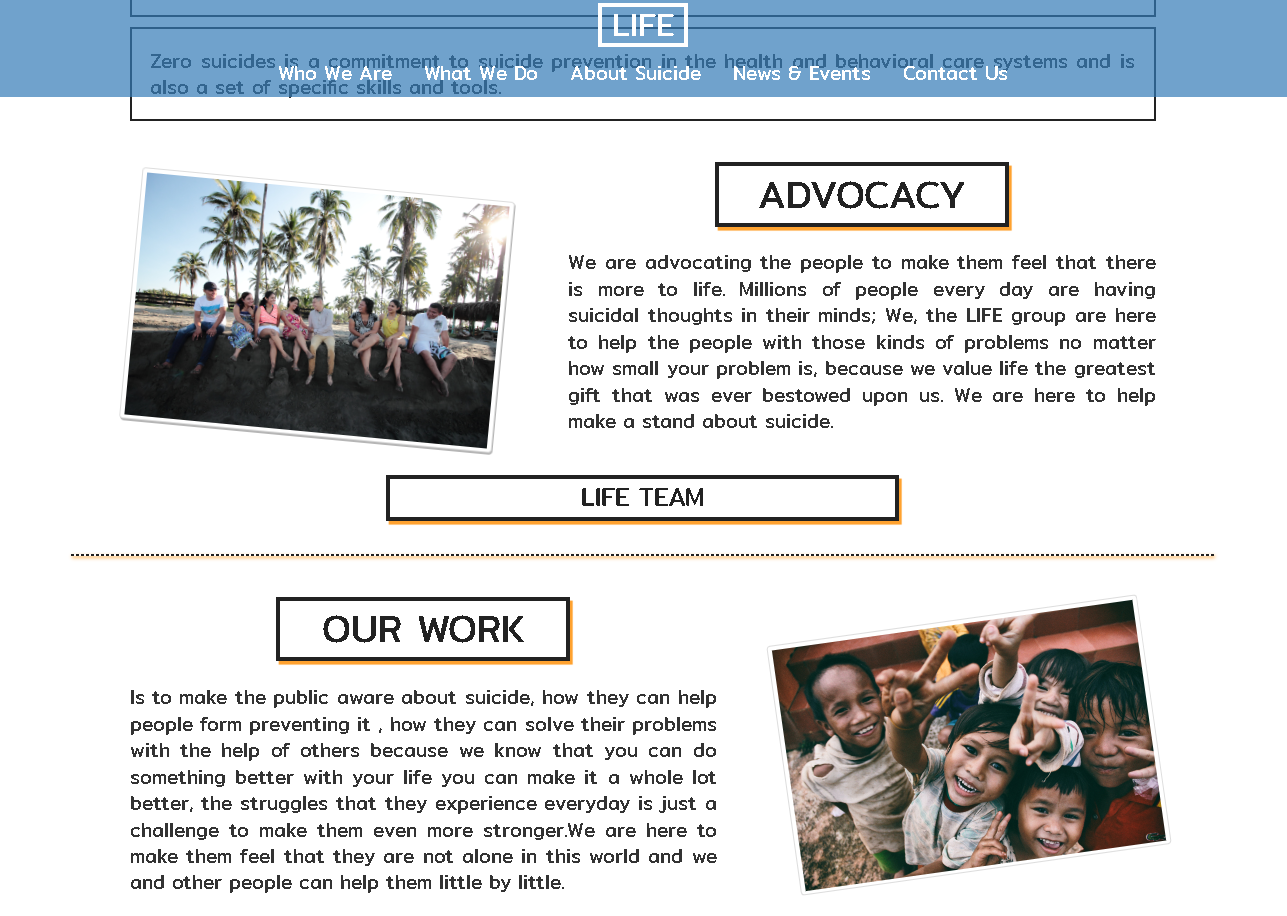 LIFE
Zero suicides is a commitment to suicide prevention in the health and behavioral care systems and is
Who We Are What We Do About Suicide News & Events Contact Us
also a set of specific skills and tools.
ADVOCACY
We are advocating the people to make them feel that there
is more to life. Millions of people every day are having
suicidal thoughts in their minds; We, the LIFE group are here
to help the people with those kinds of problems no matter
how small your problem is, because we value life the greatest
gift that was ever bestowed upon us. We are here to help
make a stand about suicide.
LIFE TEAM
OUR WORK
Is to make the public aware about suicide, how they can help
people form preventing it , how they can solve their problems
with the help of others because we know that you can do
something better with your life you can make it a whole lot
better, the struggles that they experience everyday is just a
challenge to make them even more stronger.We are here to
make them feel that they are not alone in this world and we
and other people can help them little by little.